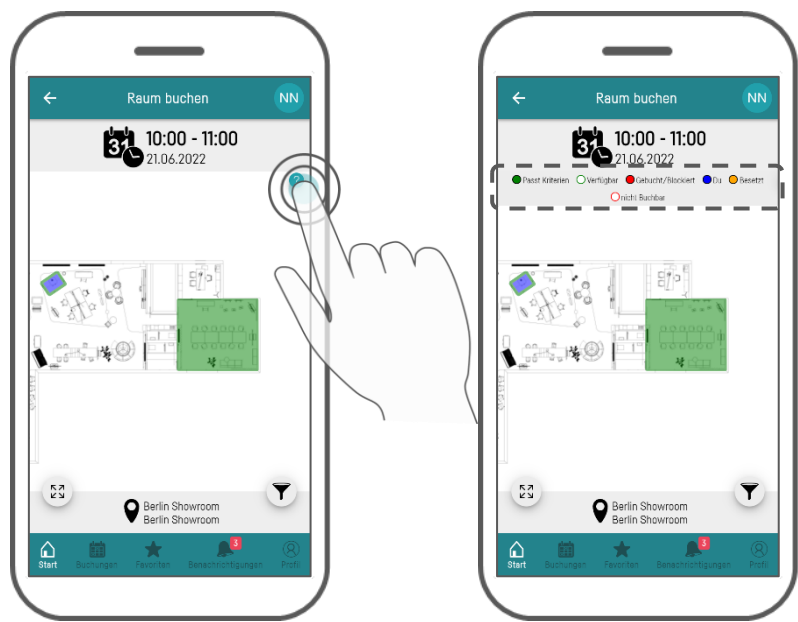 Raum buchen
NN
31
10:00 - 11:00
21.06.2022
?
Berlin Showroom
Berlin Showroom
3
Start
Buchungen
Favoriten
Benachrichtigungen
Profil
Raum buchen
NN
31
10:00 - 11:00
21.06.2022
Passt Kriterien Verfügbar Gebucht/Blockiert Du Besetzt
nicht Buchbar
Berlin Showroom
Berlin Showroom
3
Start
Buchungen
Favoriten
Benachrichtigungen
Profil